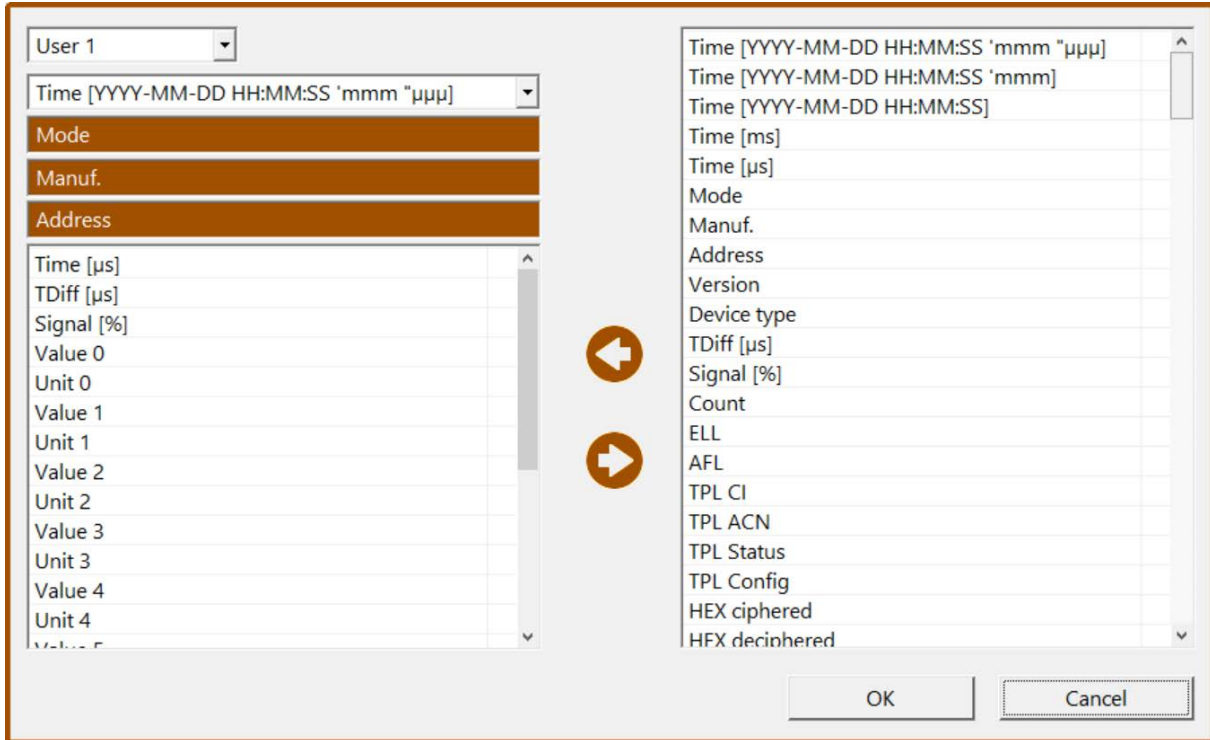 User 1
Time [YYYY-MM-DD HH:MM:SS 'mmm "µµµ]
Mode
Manuf.
Address
Time [µs]
TDiff [µs]
Signal [%]
Value 0
Unit 0
Value 1
Unit 1
Value 2
Unit 2
Value 3
Unit 3
Value 4
Unit 4
Value 5
Time [YYYY-MM-DD HH:MM:SS 'mmm "µµµ]
Time [YYYY-MM-DD HH:MM:SS 'mmm]
Time [YYYY-MM-DD HH:MM:SS]
Time [ms]
Time [µs]
Mode
Manuf.
Address
Version
Device type
TDiff [µs]
Signal [%]
Count
ELL
AFL
TPL CI
TPL ACN
TPL Status
TPL Config
HEX ciphered
HEX deciphered
OK
Cancel